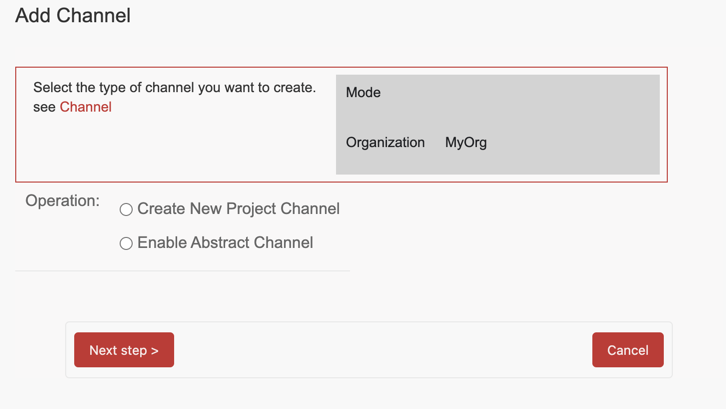 Add Channel
Select the type of channel you want to create.
see Channel
Mode
Organization MyOrg
Operation:
Create New Project Channel
Enable Abstract Channel
Next step >
Cancel